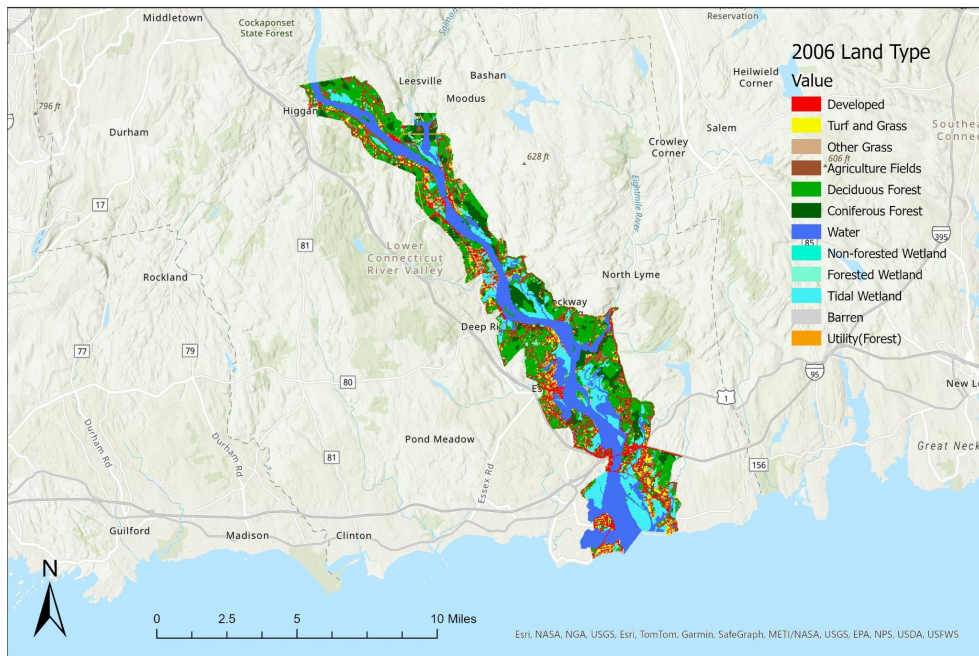 Middletown
Cockaponset
State Forest
Salmon
Reservation
2006 Land Type
Value
Developed
Turf and Grass
Other Grass
Agriculture Fields
Deciduous Forest
Coniferous Forest
Water
Non-forested Wetland
Forested Wetland
Tidal Wetland
Barren
Utility(Forest)
Leesville
Bashan
Moodus
Heilwield
Corner
796 ft
Higgan
Durham
Salem
Crowley
Corner
628 ft
606 ft
Southea
Connec
Eightmile River
17
81
85
395
Lower
Connecticut
River Valley
Rockland
North Lyme
ockway
Deep Ri
77
79
80
95
1
Es
New Lo
Pond Meadow
81
156
Great Neck
Durham Rd
Durham Rd
Essex Rd
Guilford
Madison
Clinton
N
0 2.5 5 10 Miles
Esri, NASA, NGA, USGS, Esri, TomTom, Garmin, SafeGraph, METI/NASA, USGS, EPA, NPS, USDA, USFWS